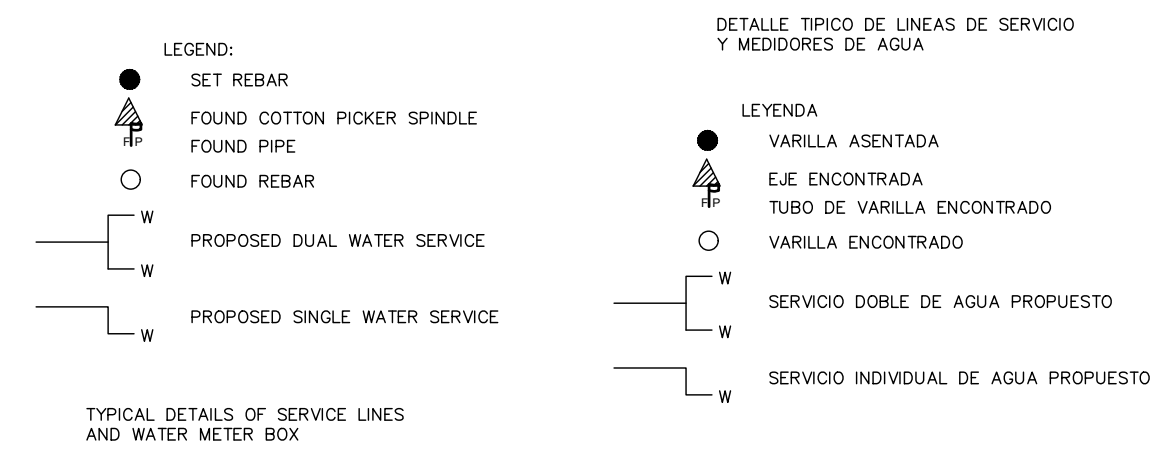 LEGEND:
SET REBAR
FOUND COTTON PICKER SPINDLE
P
F P
FOUND PIPE
FOUND REBAR
W
PROPOSED DUAL WATER SERVICE
W
PROPOSED SINGLE WATER SERVICE
W
TYPICAL DETAILS OF SERVICE LINES
AND WATER METER BOX
DETALLE TIPICO DE LINEAS DE SERVICIO
Y MEDIDORES DE AGUA
LEYENDA
VARILLA ASENTADA
EJE ENCONTRADA
P
F P
TUBO DE VARILLA ENCONTRADO
VARILLA ENCONTRADO
W
SERVICIO DOBLE DE AGUA PROPUESTO
W
SERVICIO INDIVIDUAL DE AGUA PROPUESTO
W